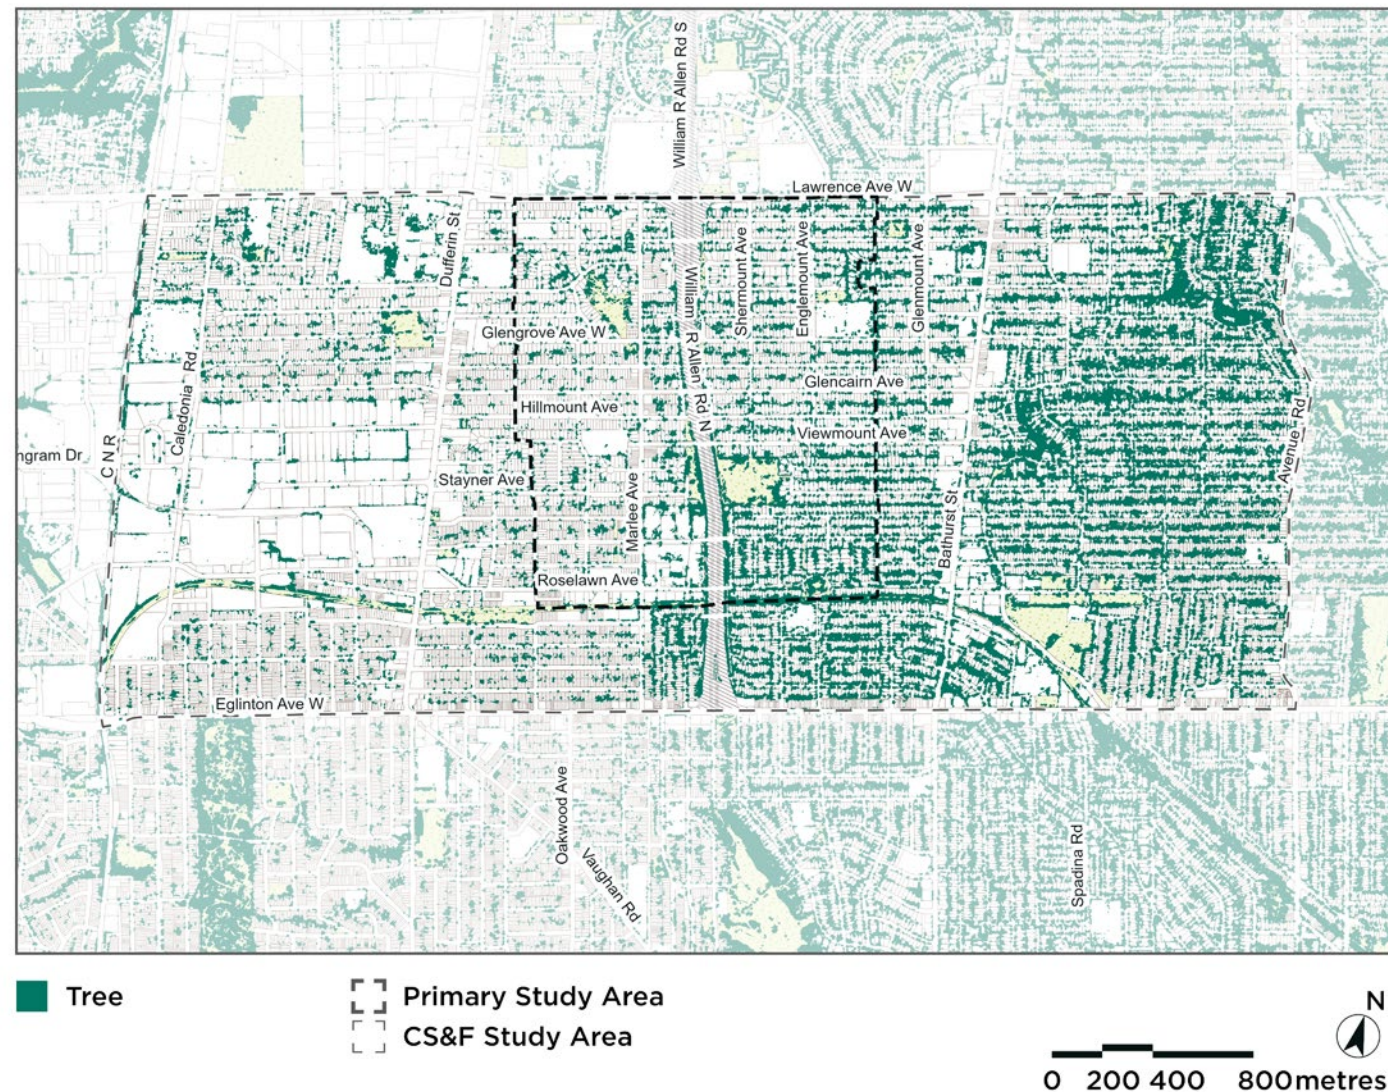 William R Allen Rd S
Lawrence Ave W
Dufferin St
Shermount Ave
Englemount Ave
Glenmount Ave
William R Allen Rd N
Glengrove Ave W
Caledonia Rd
Glencairn Ave
Hillmount Ave
Viewmount Ave
Avenue Rd
ngram Dr
C N R
Stayner Ave
Marlee Ave
Bathurst St
Roselawn Ave
Eglinton Ave W
Oakwood Ave
Vaughan Rd
Spadina Rd
Tree
Primary Study Area
CS&F Study Area
N
0 200 400 800 metres